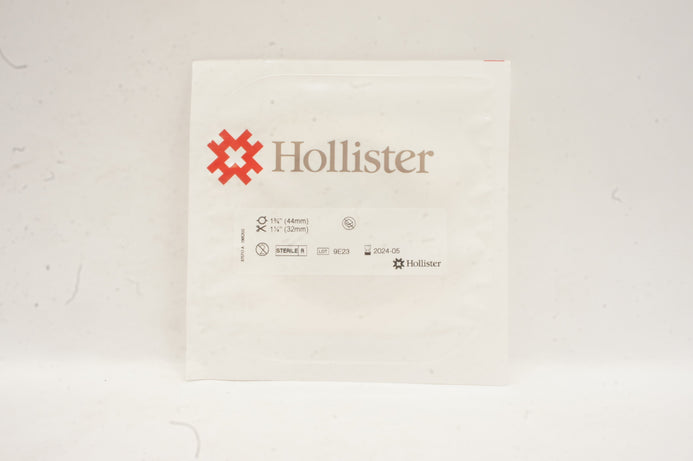 Hollister
1¾" (44mm)
1¼" (32mm)
STERILE R
LOT 9E23
2024-05
Hollister